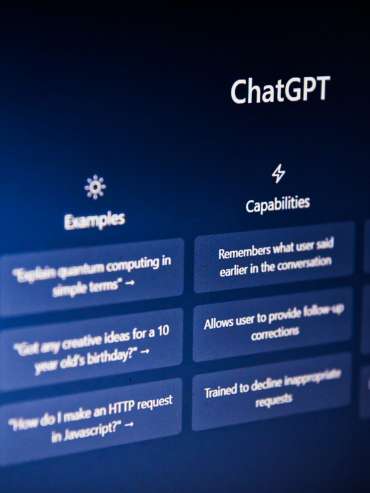 ChatGPT
Examples
Capabilities
"Explain quantum computing in
simple terms" →
Remembers what user said
earlier in the conversation
"Got any creative ideas for a 10
year old's birthday?" →
Allows user to provide follow-up
corrections
"How do I make an HTTP request
in Javascript?" →
Trained to decline inappropriate
requests